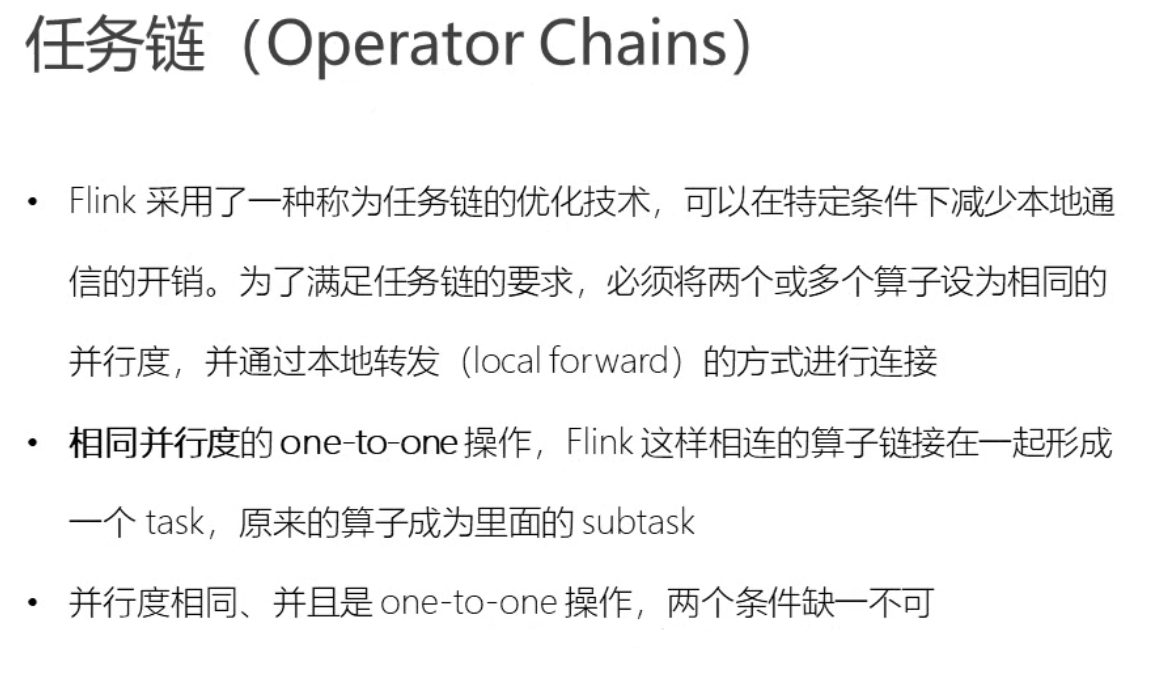 任务链（Operator Chains）
• Flink 采用了一种称为任务链的优化技术，可以在特定条件下减少本地通
信的开销。为了满足任务链的要求，必须将两个或多个算子设为相同的
并行度，并通过本地转发（local forward）的方式进行连接
• 相同并行度的 one-to-one 操作，Flink 这样相连的算子链接在一起形成
一个 task，原来的算子成为里面的 subtask
• 并行度相同、并且是 one-to-one 操作，两个条件缺一不可